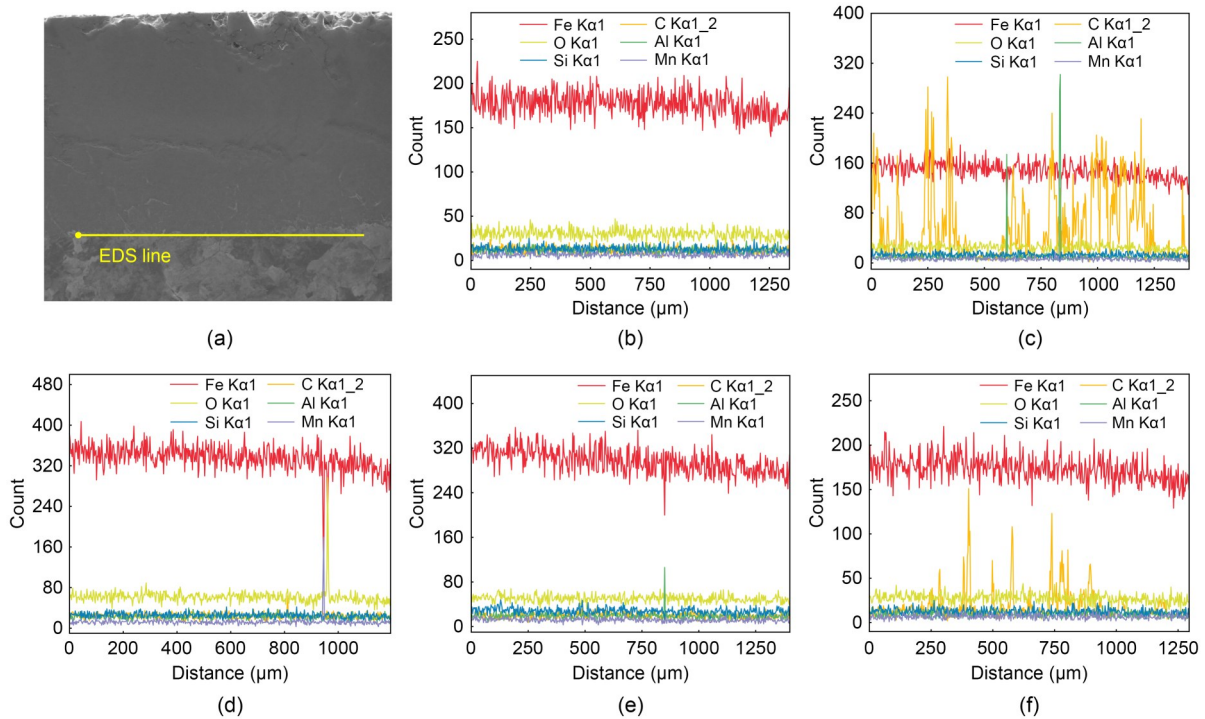 EDS line
(a)
250
200
150
100
50
0
Count
Fe Kα1 C Kα1_2
O Kα1 Al Kα1
Si Kα1 Mn Kα1
0 250 500 750 1000 1250
Distance (μm)
(b)
400
320
240
160
80
0
Count
Fe Kα1 C Kα1_2
O Kα1 Al Kα1
Si Kα1 Mn Kα1
0 250 500 750 1000 1250
Distance (μm)
(c)
480
400
320
240
160
80
0
Count
Fe Kα1 C Kα1_2
O Kα1 Al Kα1
Si Kα1 Mn Kα1
0 200 400 600 800 1000
Distance (μm)
(d)
400
320
240
160
80
0
Count
Fe Kα1 C Kα1_2
O Kα1 Al Kα1
Si Kα1 Mn Kα1
0 250 500 750 1000 1250
Distance (μm)
(e)
250
200
150
100
50
0
Count
Fe Kα1 C Kα1_2
O Kα1 Al Kα1
Si Kα1 Mn Kα1
0 250 500 750 1000 1250
Distance (μm)
(f)